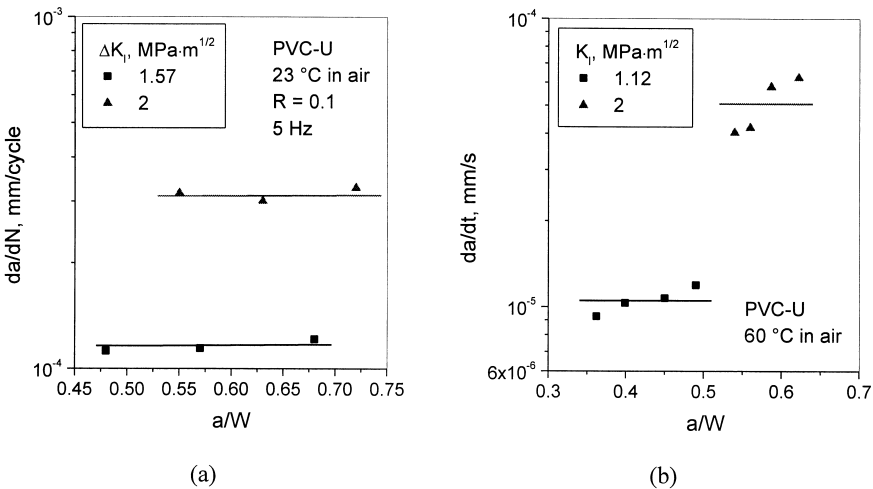 10⁻³
ΔK_I, MPa·m^1/2
■ 1.57
▲ 2
PVC-U
23 °C in air
R = 0.1
5 Hz
da/dN, mm/cycle
10⁻⁴
0.45 0.50 0.55 0.60 0.65 0.70 0.75
a/W
(a)
10⁻⁴
K_I, MPa·m^1/2
■ 1.12
▲ 2
da/dt, mm/s
10⁻⁵
6x10⁻⁶
PVC-U
60 °C in air
0.3 0.4 0.5 0.6 0.7
a/W
(b)